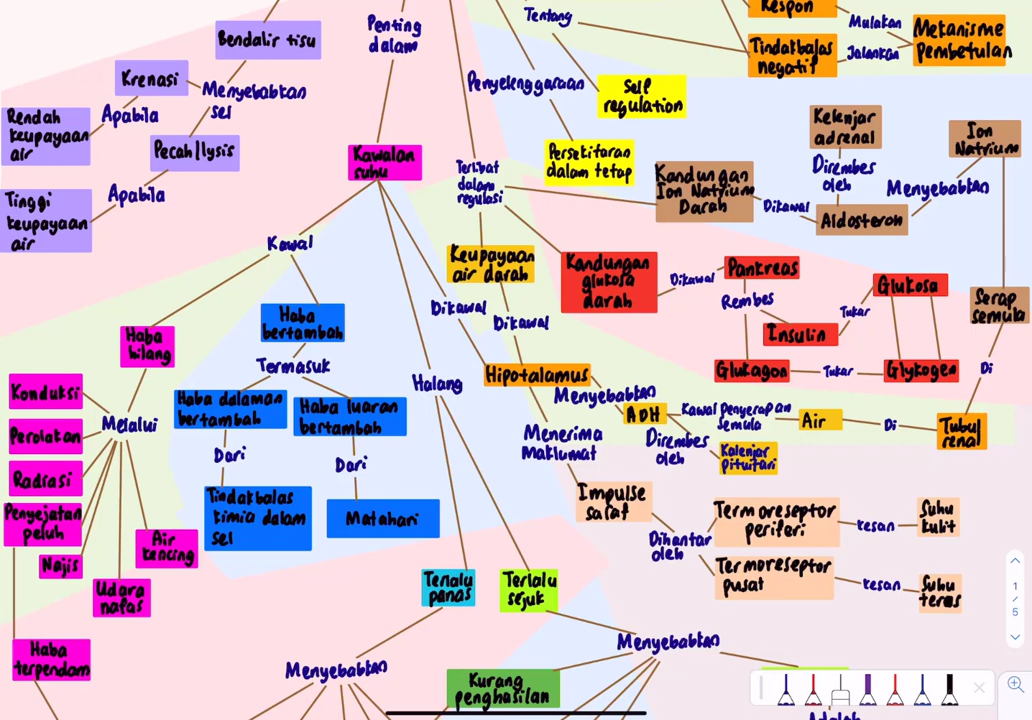 Respon
Tentang
Penting
dalam
Mulakan
Mekanisme
pembetulan
Bendalir tisu
Tindakbalas
negatif
Jalankan
Krenasi
Menyebabkan
sel
Penyelenggaraan
Self
regulation
Rendah
keupayaan
air
Apabila
Pecah/lysis
Kawalan
suhu
Persekitaran
dalam tetap
Kelenjar
adrenal
Ion
Natrium
Terlibat
dalam
regulasi
Kandungan
Ion Natrium
Darah
Dirembes
oleh
Menyebabkan
Tinggi
keupayaan
air
Apabila
Dikawal
Aldosteron
Kawal
Keupayaan
air darah
Kandungan
glukosa
darah
Dikawal
Pankreas
Glukosa
Rembes
Tukar
Insulin
Serap
semula
Haba
hilang
Haba
bertambah
Dikawal
Dikawal
Glukagon
Tukar
Glykogen
Di
Termasuk
Halang
Hipotalamus
Menyebabkan
Konduksi
Perolakan
Radiasi
Penyejatan
peluh
Najis
Udara
nafas
Air
kencing
Melalui
Haba dalaman
bertambah
Haba luaran
bertambah
ADH
Kawal Penyerapan
semula
Air
Di
Tubul
renal
Dirembes
oleh
Kalenjar
pituitari
Menerima
Maklumat
Dari
Dari
Tindakbalas
kimia dalam
sel
Matahari
Impulse
saraf
Dihantar
oleh
Termoreseptor
periferi
kesan
Suhu
kulit
Termoreseptor
pusat
kesan
Suhu
teras
Terlalu
panas
Terlalu
sejuk
Haba
terpendam
Menyebabkan
Menyebabkan
Kurang
penghasilan
Adalah
1
/
5